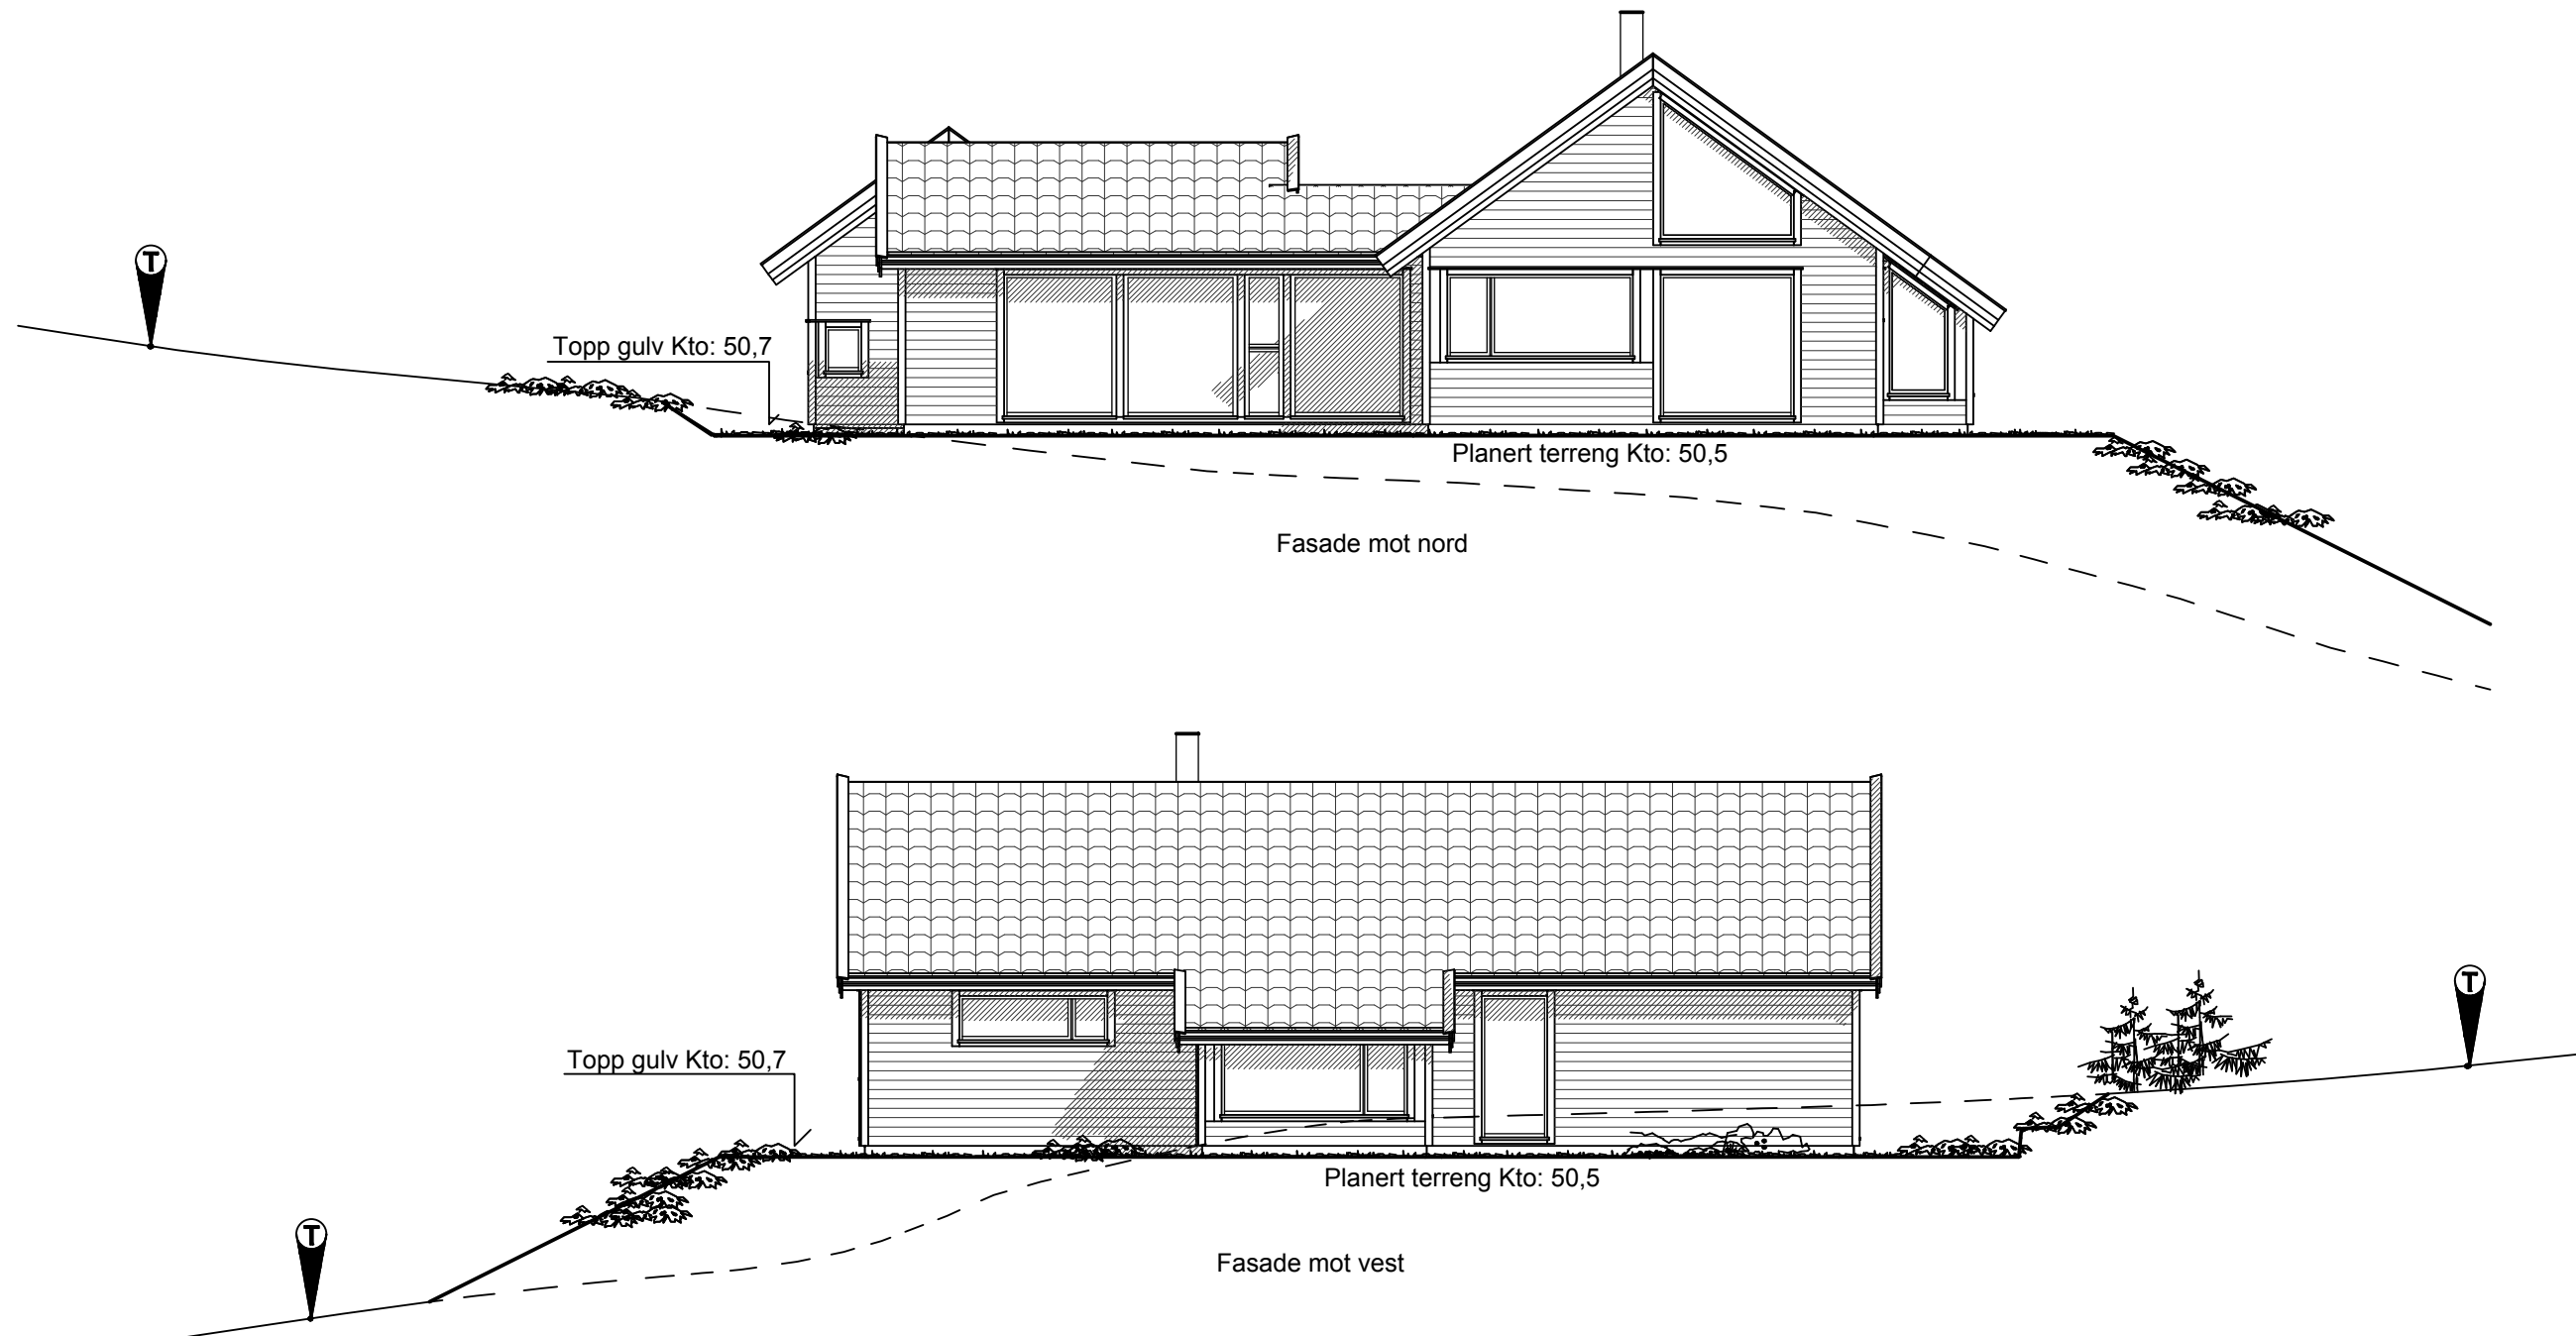 T
Topp gulv Kto: 50,7
Planert terreng Kto: 50,5
Fasade mot nord
T
Topp gulv Kto: 50,7
Planert terreng Kto: 50,5
T
Fasade mot vest